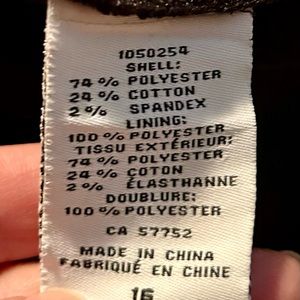 1050254
SHELL:
74% POLYESTER
24% COTTON
2% SPANDEX
LINING:
100% POLYESTER
TISSU EXTÉRIEUR:
74% POLYESTER
24% COTON
2% ÉLASTHANNE
DOUBLURE:
100% POLYESTER
CA 57752
MADE IN CHINA
FABRIQUÉ EN CHINE
16